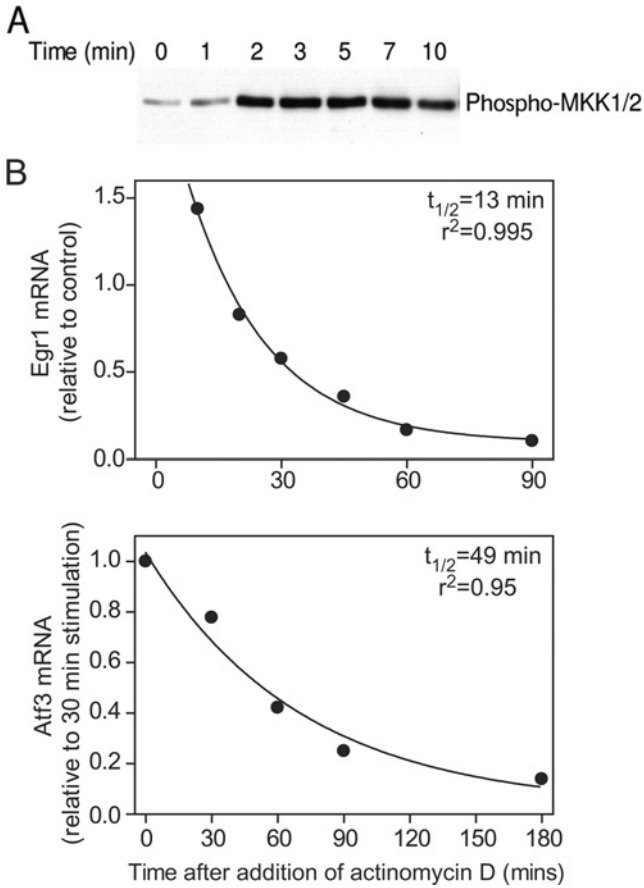 A
Time (min) 0 1 2 3 5 7 10
Phospho-MKK1/2
B
1.5
1.0
0.5
0.0
Egr1 mRNA
(relative to control)
t1/2=13 min
r2=0.995
0 30 60 90
1.0
0.8
0.6
0.4
0.2
0.0
Atf3 mRNA
(relative to 30 min stimulation)
t1/2=49 min
r2=0.95
0 30 60 90 120 150 180
Time after addition of actinomycin D (mins)